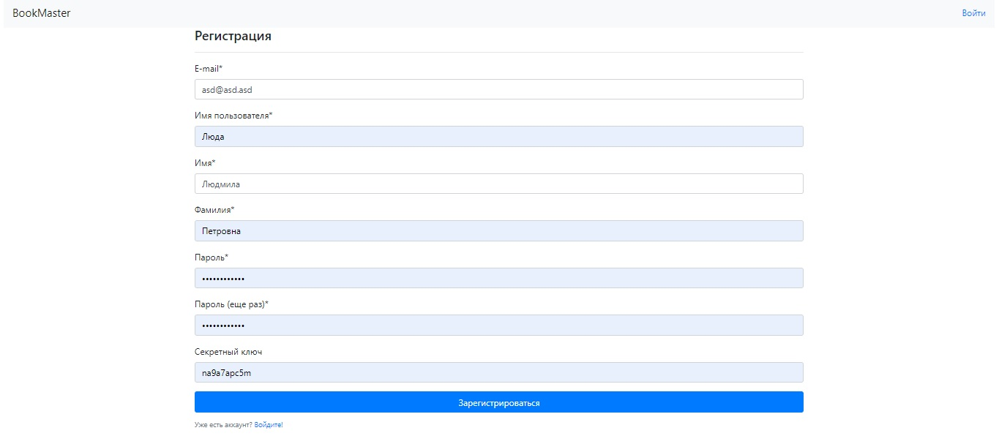 BookMaster
Войти
Регистрация
E-mail*
asd@asd.asd
Имя пользователя*
Люда
Имя*
Людмила
Фамилия*
Петровна
Пароль*
••••••••••••
Пароль (еще раз)*
••••••••••••
Секретный ключ
na9a7apc5m
Зарегистрироваться
Уже есть аккаунт? Войдите!